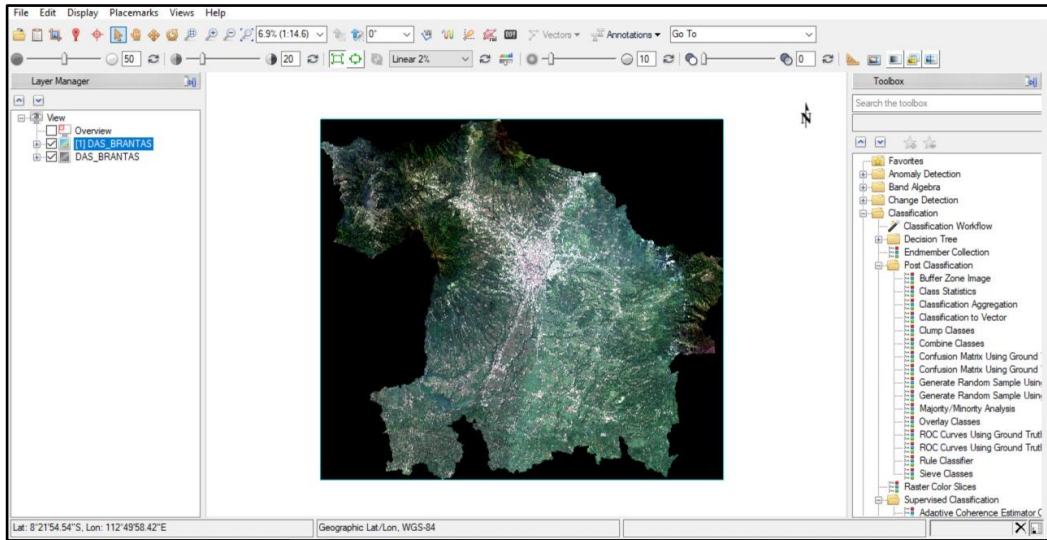 File Edit Display Placemarks Views Help
6.9% (1:14.6) 0° Vectors Annotations Go To
50 20 Linear 2% 10 0
Layer Manager
View
Overview
[1] DAS_BRANTAS
DAS_BRANTAS
N
Toolbox
Search the toolbox
Favorites
Anomaly Detection
Band Algebra
Change Detection
Classification
Classification Workflow
Decision Tree
Endmember Collection
Post Classification
Buffer Zone Image
Class Statistics
Classification Aggregation
Classification to Vector
Clump Classes
Combine Classes
Confusion Matrix Using Ground
Confusion Matrix Using Ground
Generate Random Sample Using
Generate Random Sample Using
Majority/Minority Analysis
Overlay Classes
ROC Curves Using Ground Truth
ROC Curves Using Ground Truth
Rule Classifier
Sieve Classes
Raster Color Slices
Supervised Classification
Adaptive Coherence Estimator C
Lat: 8°21'54.54"S, Lon: 112°49'58.42"E
Geographic Lat/Lon, WGS-84